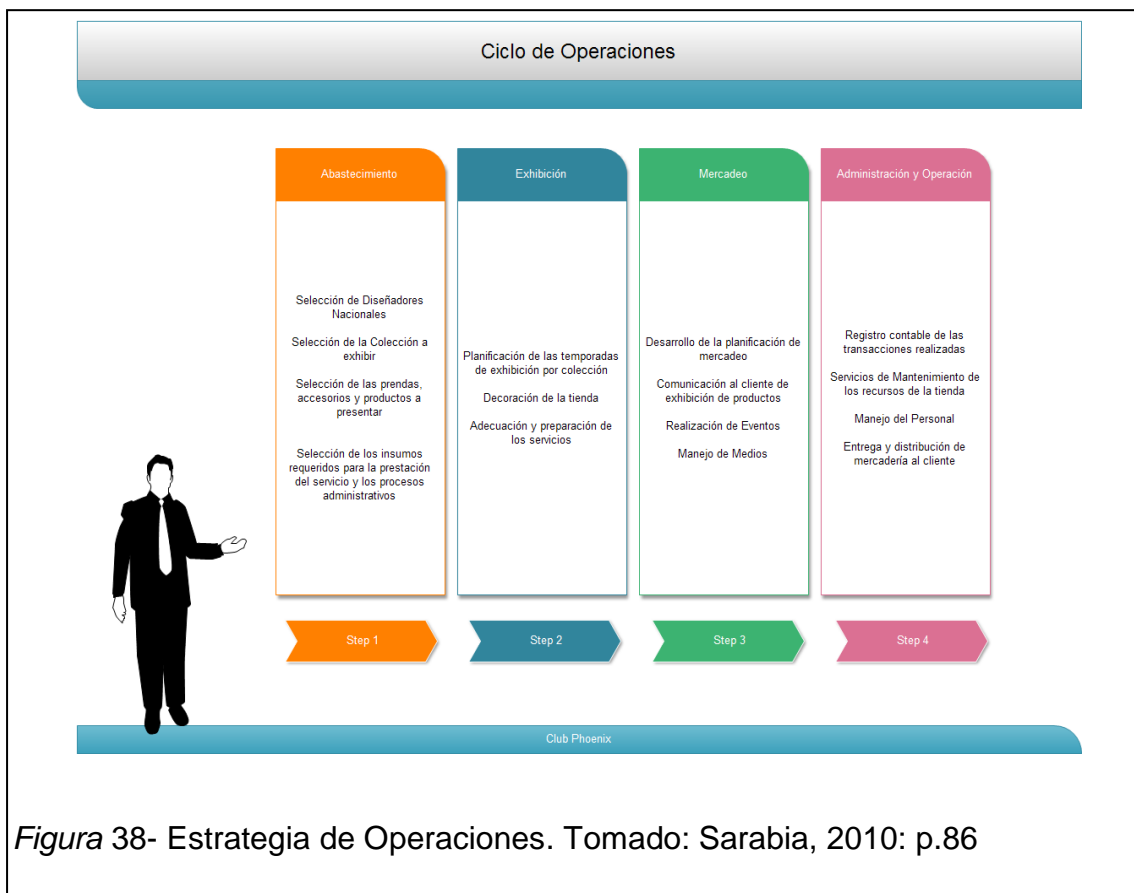 Ciclo de Operaciones
Abastecimiento
Selección de Diseñadores
Nacionales
Selección de la Colección a
exhibir
Selección de las prendas,
accesorios y productos a
presentar
Selección de los insumos
requeridos para la prestación
del servicio y los procesos
administrativos
Step 1
Exhibición
Planificación de las temporadas
de exhibición por colección
Decoración de la tienda
Adecuación y preparación de
los servicios
Step 2
Mercadeo
Desarrollo de la planificación de
mercadeo
Comunicación al cliente de
exhibición de productos
Realización de Eventos
Manejo de Medios
Step 3
Administración y Operación
Registro contable de las
transacciones realizadas
Servicios de Mantenimiento de
los recursos de la tienda
Manejo del Personal
Entrega y distribución de
mercadería al cliente
Step 4
Club Phoenix
Figura 38- Estrategia de Operaciones. Tomado: Sarabia, 2010: p.86